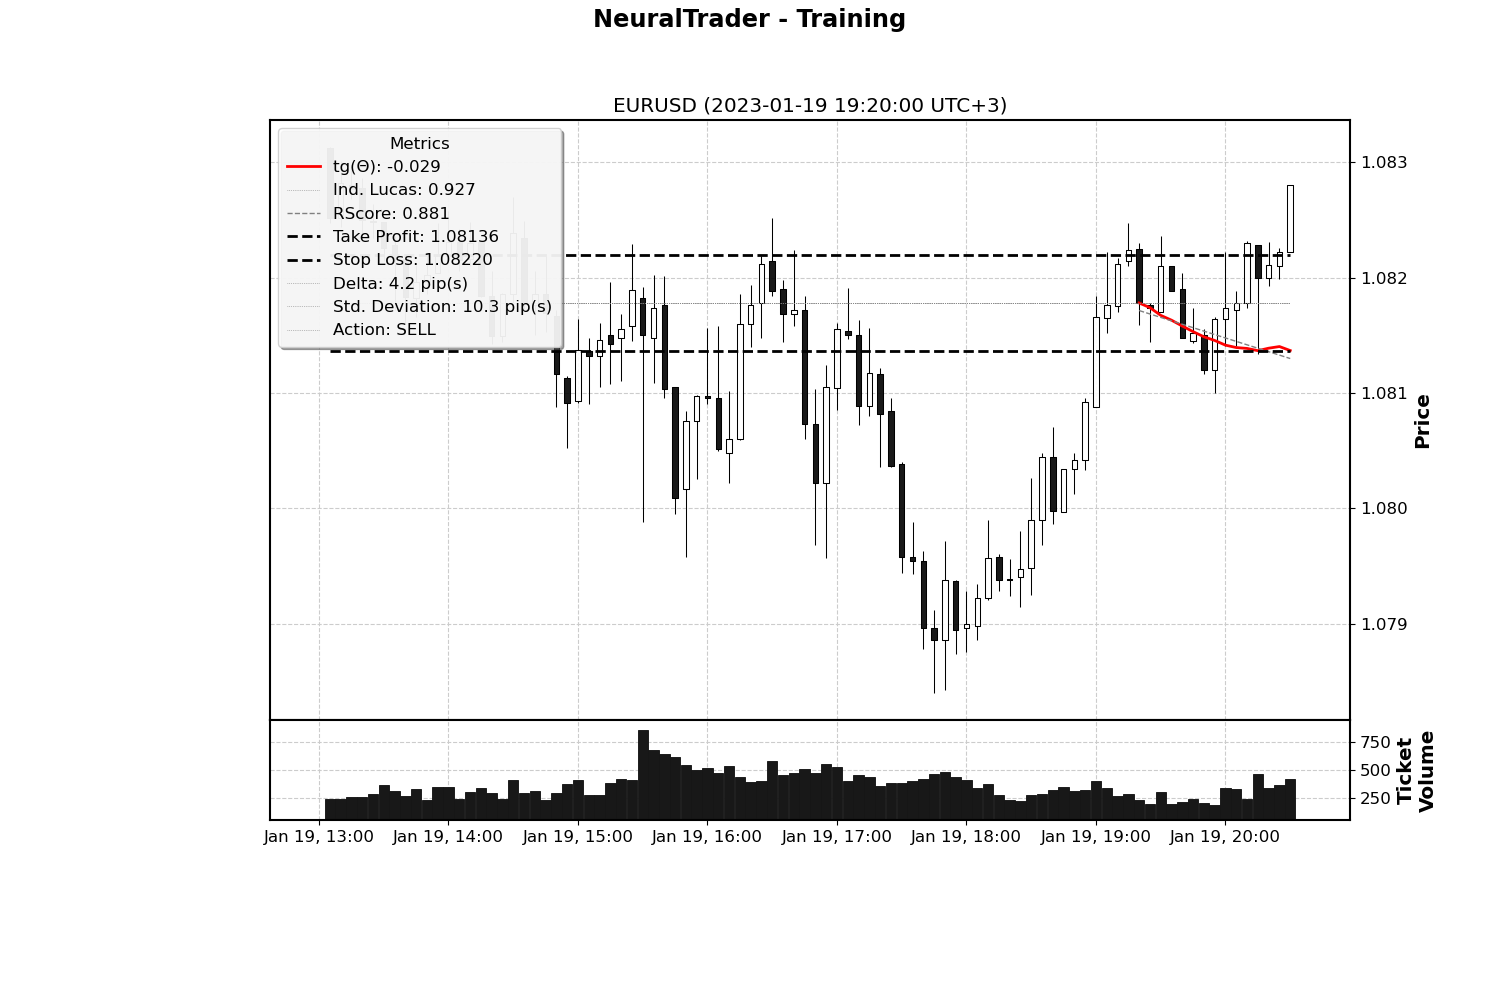 NeuralTrader - Training
EURUSD (2023-01-19 19:20:00 UTC+3)
Metrics
tg(Θ): -0.029
Ind. Lucas: 0.927
RScore: 0.881
Take Profit: 1.08136
Stop Loss: 1.08220
Delta: 4.2 pip(s)
Std. Deviation: 10.3 pip(s)
Action: SELL
1.083
1.082
1.081
1.080
1.079
Price
750
500
250
Ticket
Volume
Jan 19, 13:00
Jan 19, 14:00
Jan 19, 15:00
Jan 19, 16:00
Jan 19, 17:00
Jan 19, 18:00
Jan 19, 19:00
Jan 19, 20:00